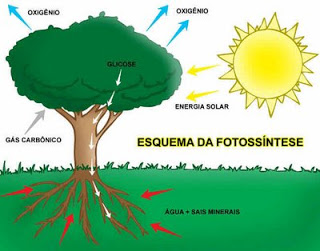 OXIGÊNIO
OXIGÊNIO
GLICOSE
ENERGIA SOLAR
GÁS CARBÔNICO
ESQUEMA DA FOTOSSÍNTESE
ÁGUA + SAIS MINERAIS